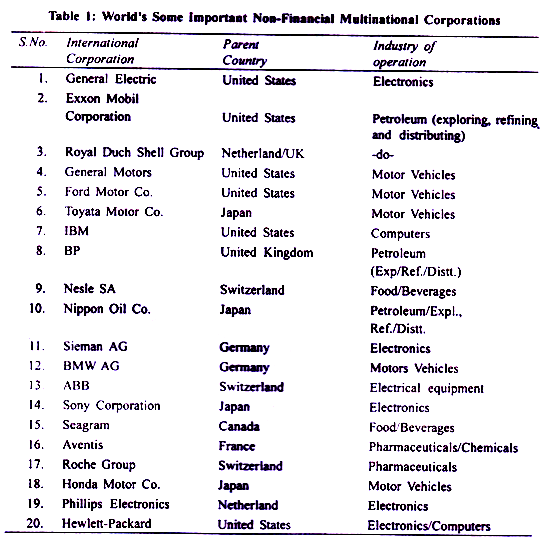 Table 1: World's Some Important Non-Financial Multinational Corporations
S.No. International Parent Industry of
Corporation Country operation
1. General Electric United States Electronics
2. Exxon Mobil
Corporation United States Petroleum (exploring, refining
and distributing)
3. Royal Duch Shell Group Netherland/UK -do-
4. General Motors United States Motor Vehicles
5. Ford Motor Co. United States Motor Vehicles
6. Toyata Motor Co. Japan Motor Vehicles
7. IBM United States Computers
8. BP United Kingdom Petroleum
(Exp/Ref./Distt.)
9. Nesle SA Switzerland Food/Beverages
10. Nippon Oil Co. Japan Petroleum/Expl.,
Ref./Distt.
11. Sieman AG Germany Electronics
12. BMW AG Germany Motors Vehicles
13 ABB Switzerland Electrical equipment
14. Sony Corporation Japan Electronics
15. Seagram Canada Food/Beverages
16. Aventis France Pharmaceuticals/Chemicals
17. Roche Group Switzerland Pharmaceuticals
18. Honda Motor Co. Japan Motor Vehicles
19. Phillips Electronics Netherland Electronics
20. Hewlett-Packard United States Electronics/Computers